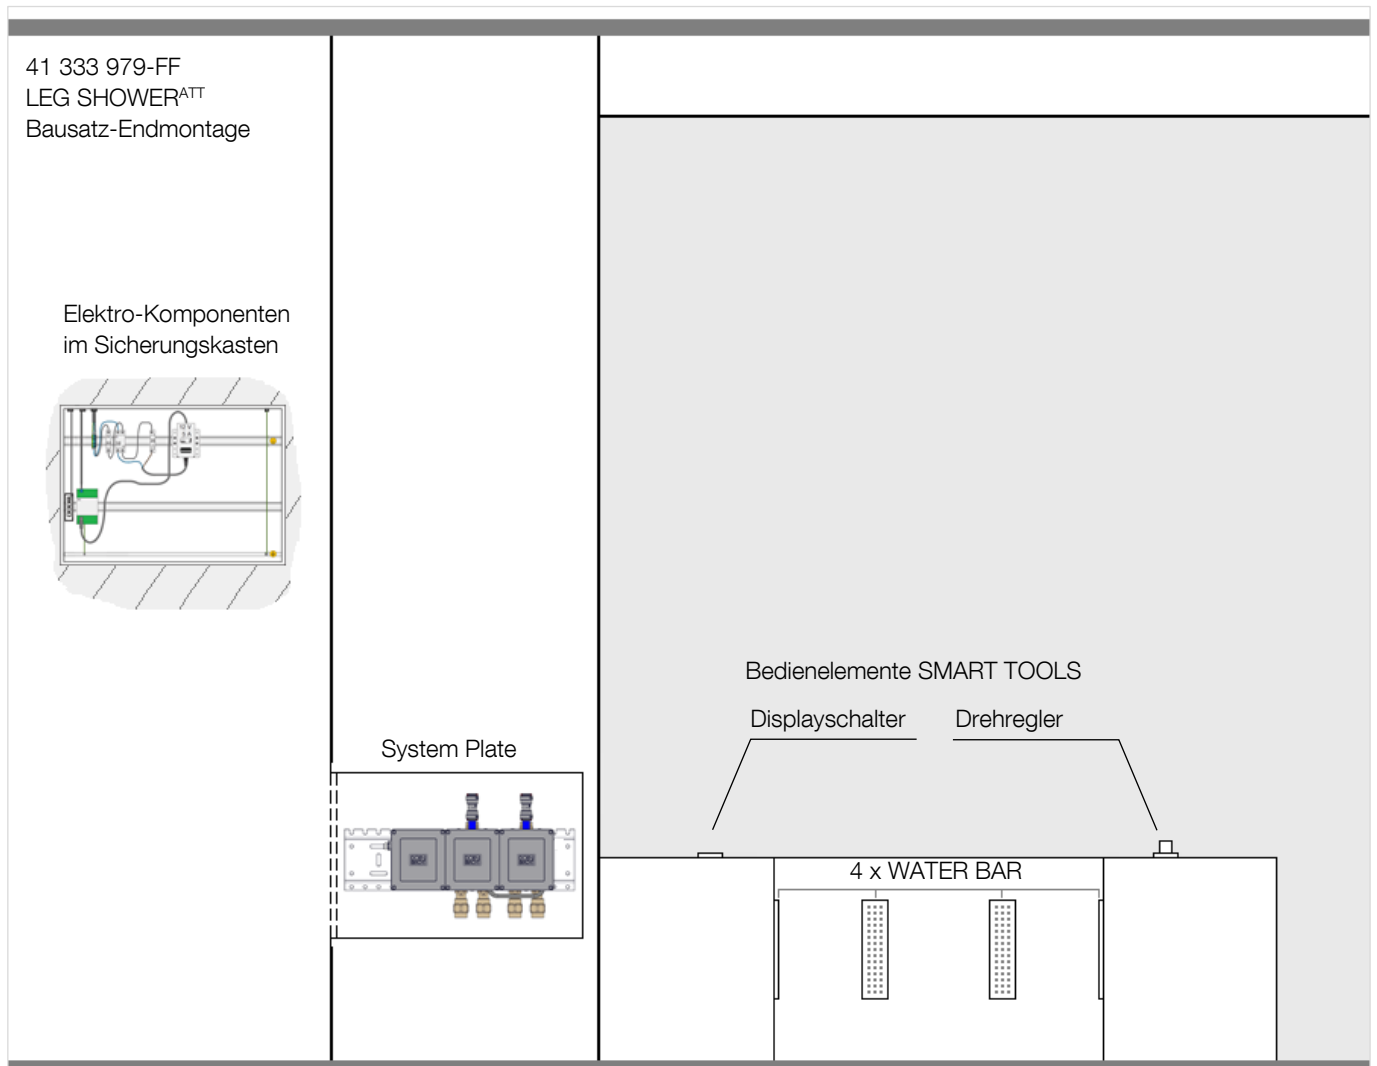 41 333 979-FF
LEG SHOWERᴬᵀᵀ
Bausatz-Endmontage
Elektro-Komponenten
im Sicherungskasten
Bedienelemente SMART TOOLS
Displayschalter Drehregler
System Plate
4 x WATER BAR